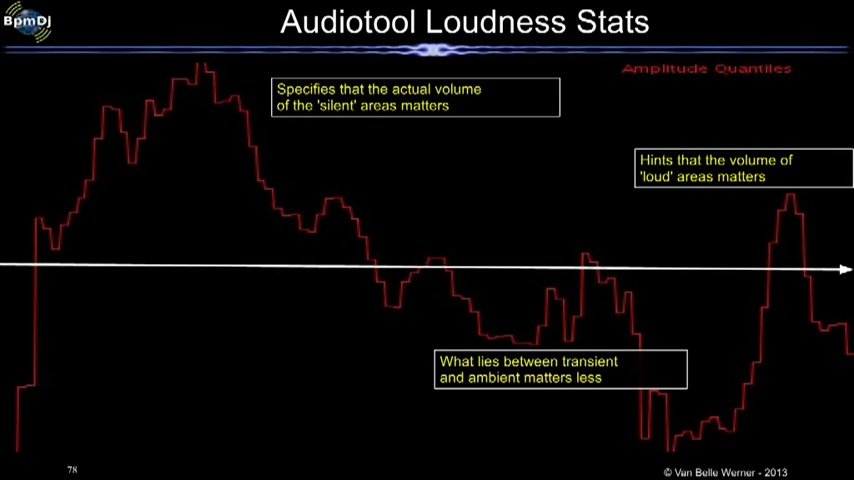 BpmDj
Audiotool Loudness Stats
Amplitude Quantiles
Specifies that the actual volume
of the 'silent' areas matters
Hints that the volume of
'loud' areas matters
What lies between transient
and ambient matters less
78
© Van Belle Werner - 2013